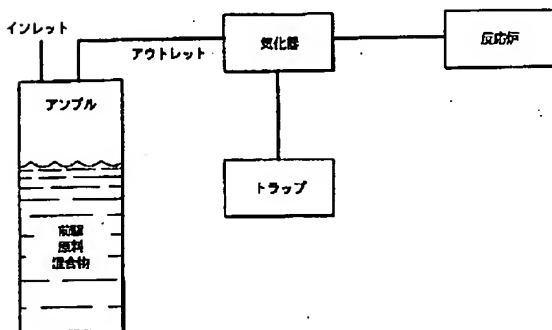 インレット
アウトレット
気化器
反応炉
アンプル
トラップ
前駆
原料
混合物